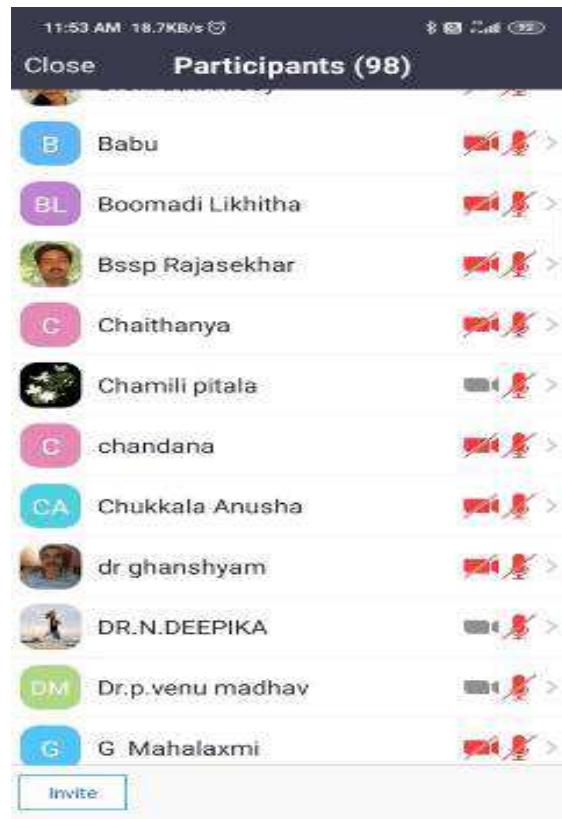 11:53 AM 18.7KB/s
92
Close Participants (98)
B Babu
BL Boomadi Likhitha
Bssp Rajasekhar
C Chaithanya
Chamili pitala
C chandana
CA Chukkala Anusha
dr ghanshyam
DR.N.DEEPIKA
DM Dr.p.venu madhav
G G Mahalaxmi
Invite